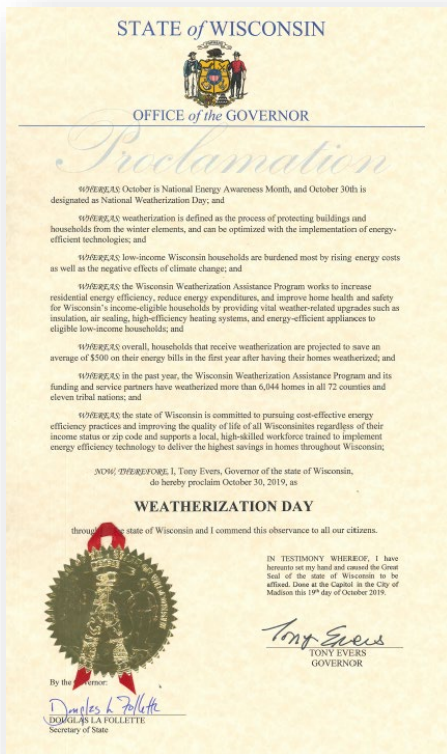 STATE of WISCONSIN
OFFICE of the GOVERNOR
Proclamation
WHEREAS; October is National Energy Awareness Month, and October 30th is
designated as National Weatherization Day; and
WHEREAS; weatherization is defined as the process of protecting buildings and
households from the winter elements, and can be optimized with the implementation of energy-
efficient technologies; and
WHEREAS; low-income Wisconsin households are burdened most by rising energy costs
as well as the negative effects of climate change; and
WHEREAS; the Wisconsin Weatherization Assistance Program works to increase
residential energy efficiency, reduce energy expenditures, and improve home health and safety
for Wisconsin's income-eligible households by providing vital weather-related upgrades such as
insulation, air sealing, high-efficiency heating systems, and energy-efficient appliances to
eligible low-income households; and
WHEREAS; overall, households that receive weatherization are projected to save an
average of $500 on their energy bills in the first year after having their homes weatherized; and
WHEREAS; in the past year, the Wisconsin Weatherization Assistance Program and its
funding and service partners have weatherized more than 6,044 homes in all 72 counties and
eleven tribal nations; and
WHEREAS; the state of Wisconsin is committed to pursuing cost-effective energy
efficiency practices and improving the quality of life of all Wisconsinites regardless of their
income status or zip code and supports a local, high-skilled workforce trained to implement
energy efficiency technology to deliver the highest savings in homes throughout Wisconsin;
NOW, THEREFORE, I, Tony Evers, Governor of the state of Wisconsin,
do hereby proclaim October 30, 2019, as
WEATHERIZATION DAY
state of Wisconsin and I commend this observance to all our citizens.
IN TESTIMONY WHEREOF, I have
hereunto set my hand and caused the Great
Seal of the state of Wisconsin to be
affixed. Done at the Capitol in the City of
Madison this 19th day of October 2019.
Tony Evers
TONY EVERS
GOVERNOR
By the
Douglas La Follette
DOUGLAS LA FOLLETTE
Secretary of State